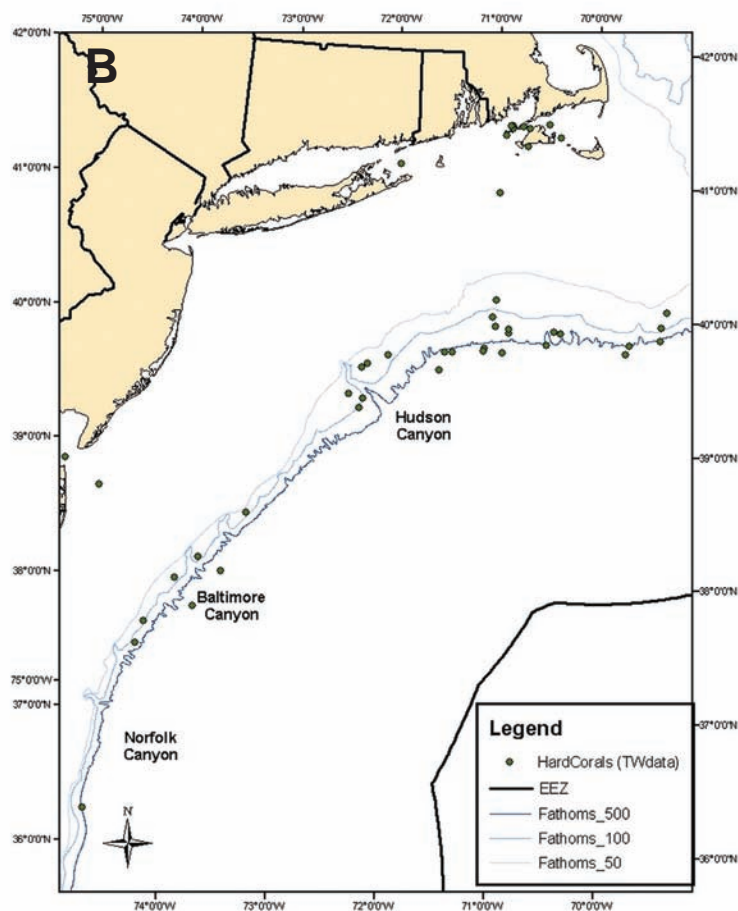 B
75°0'0"W 74°0'0"W 73°0'0"W 72°0'0"W 71°0'0"W 70°0'0"W
42°0'0"N 42°0'0"N
41°0'0"N 41°0'0"N
40°0'0"N 40°0'0"N
39°0'0"N 39°0'0"N
Hudson
Canyon
38°0'0"N 38°0'0"N
Baltimore
Canyon
75°0'0"W
37°0'0"N 37°0'0"N
Norfolk
Canyon
36°0'0"N 36°0'0"N
N
Legend
HardCorals (TWdata)
EEZ
Fathoms_500
Fathoms_100
Fathoms_50
74°0'0"W 73°0'0"W 72°0'0"W 71°0'0"W 70°0'0"W